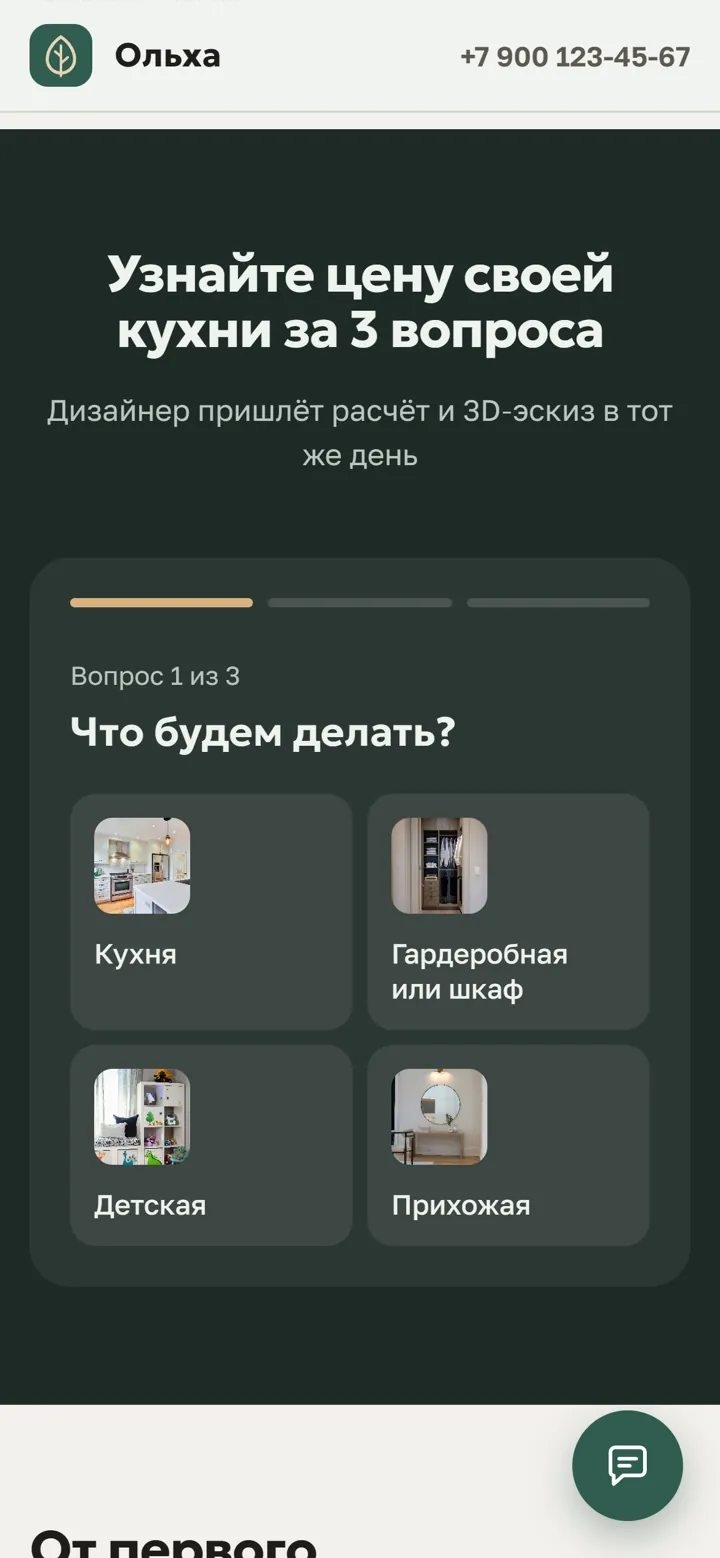 Ольха
+7 900 123-45-67
Узнайте цену своей
кухни за 3 вопроса
Дизайнер пришлёт расчёт и 3D-эскиз в тот
же день
Вопрос 1 из 3
Что будем делать?
Кухня
Гардеробная
или шкаф
Детская
Прихожая
От первого